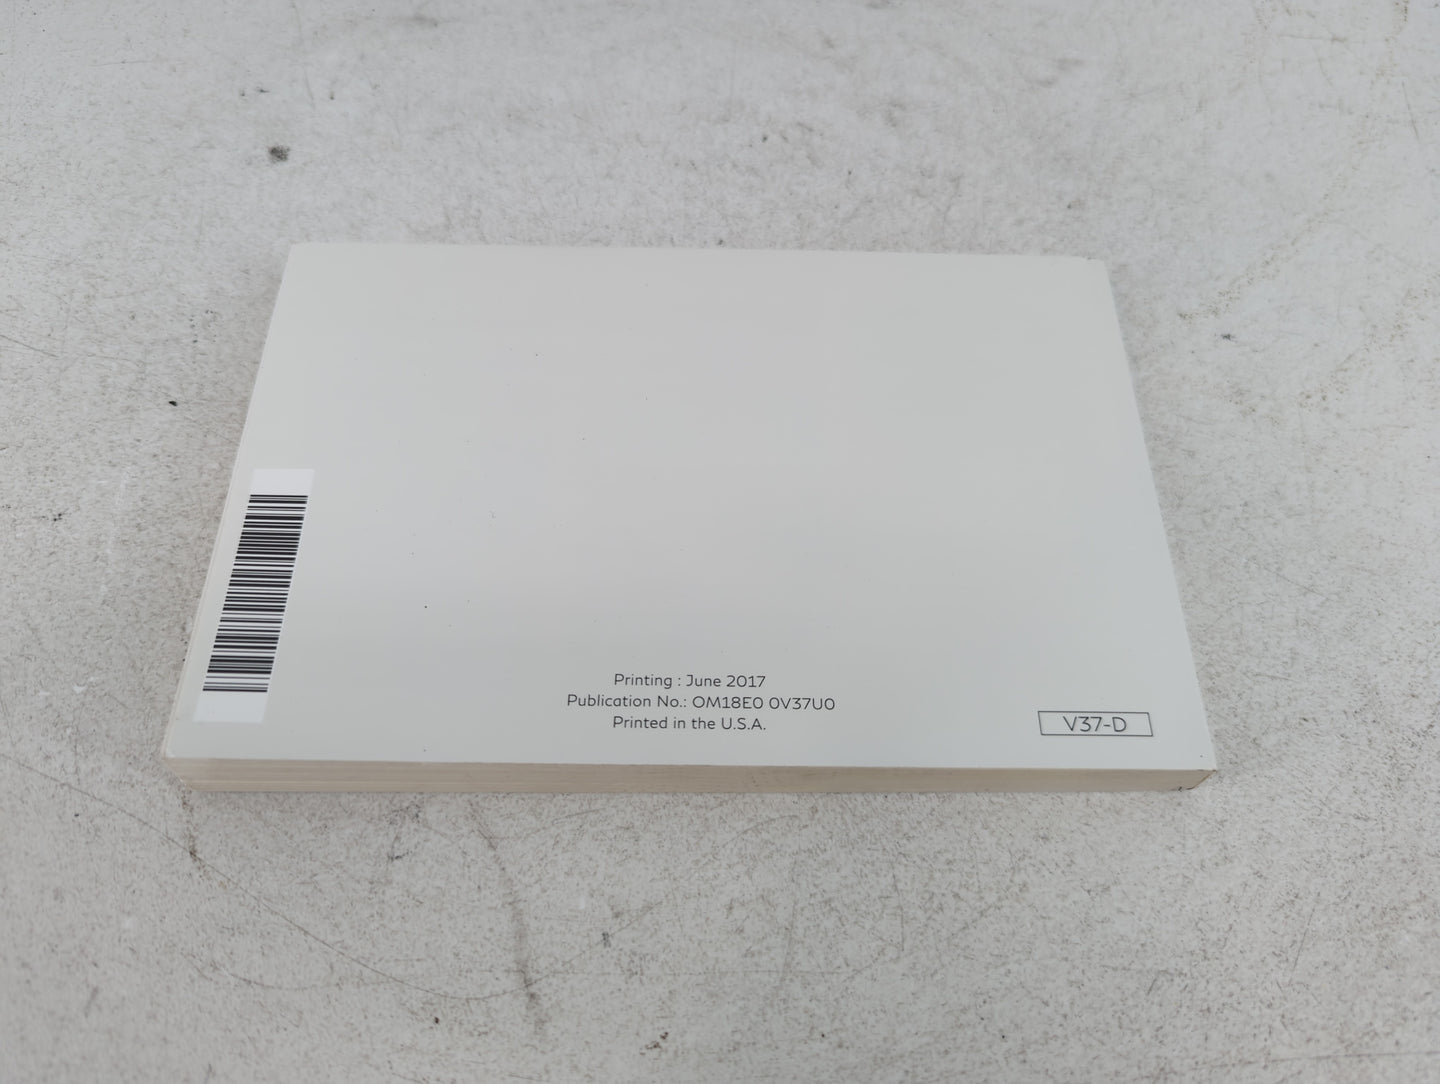 Printing : June 2017
Publication No.: OM18E0 0V37U0
Printed in the U.S.A.
V37-D